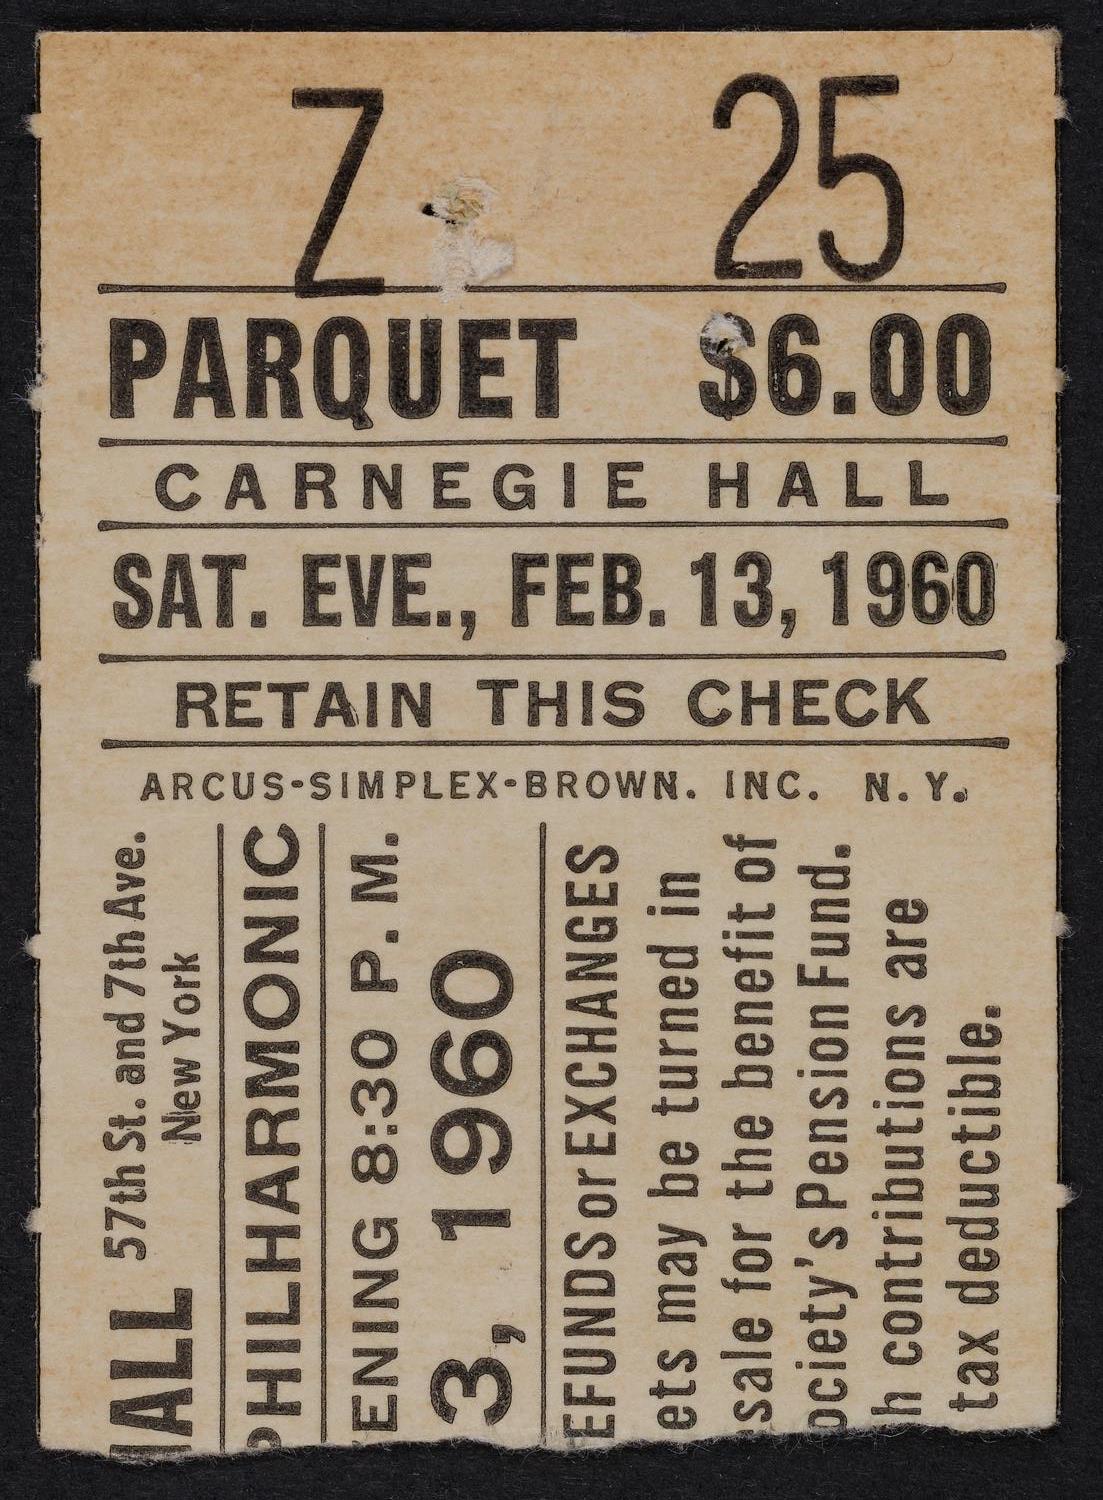 Z 25
PARQUET $6.00
CARNEGIE HALL
SAT. EVE., FEB. 13, 1960
RETAIN THIS CHECK
ARCUS-SIMPLEX-BROWN. INC. N. Y.
HALL 57th St. and 7th Ave.
New York
PHILHARMONIC
ENING 8:30 P. M.
3, 1960
EFUNDS or EXCHANGES
ets may be turned in
sale for the benefit of
ociety's Pension Fund.
h contributions are
tax deductible.